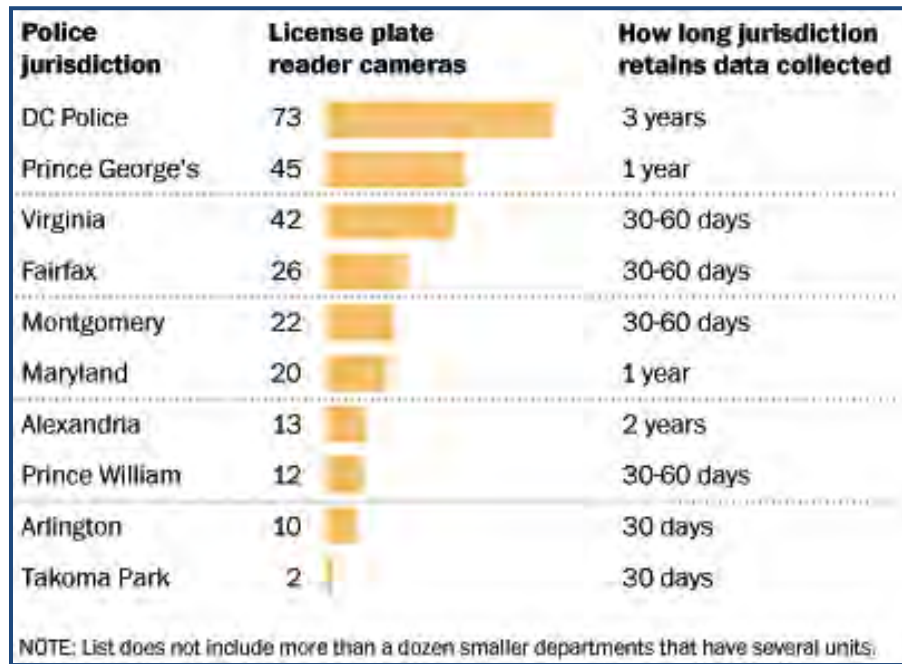 Police jurisdiction License plate reader cameras How long jurisdiction retains data collected
DC Police 73 3 years
Prince George's 45 1 year
Virginia 42 30-60 days
Fairfax 26 30-60 days
Montgomery 22 30-60 days
Maryland 20 1 year
Alexandria 13 2 years
Prince William 12 30-60 days
Arlington 10 30 days
Takoma Park 2 30 days
NOTE: List does not include more than a dozen smaller departments that have several units.